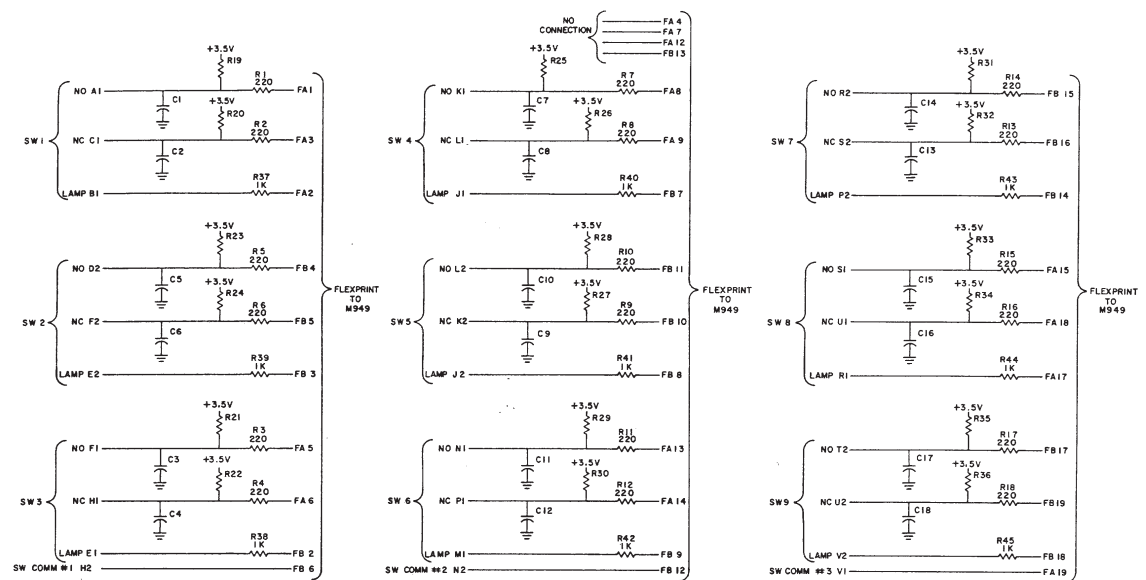 NO CONNECTION
FA 4
FA 7
FA 12
FB 13
+3.5V
R19
R1
220
NO A1
FA1
C1
+3.5V
R20
R2
220
SW 1
NC C1
FA3
C2
R37
1K
LAMP B1
FA2
+3.5V
R23
R5
220
NO D2
FB4
C5
+3.5V
R24
R6
220
SW 2
NC F2
FB 5
C6
R39
1K
LAMP E2
FB 3
FLEXPRINT
TO
M949
+3.5V
R21
R3
220
NO F1
FA 5
C3
+3.5V
R22
R4
220
SW 3
NC H1
FA 6
C4
R38
1K
LAMP E1
FB 2
SW COMM #1 H2
FB 6
+3.5V
R25
R7
220
NO K1
FA8
C7
+3.5V
R26
R8
220
SW 4
NC L1
FA 9
C8
R40
1K
LAMP J1
FB 7
+3.5V
R28
R10
220
NO L2
FB 11
C10
+3.5V
R27
R9
220
SW 5
NC K2
FB 10
C9
R41
1K
LAMP J2
FB 8
FLEXPRINT
TO
M949
+3.5V
R29
R11
220
NO N1
FA 13
C11
+3.5V
R30
R12
220
SW 6
NC P1
FA 14
C12
R42
1K
LAMP M1
FB 9
SW COMM #2 N2
FB 12
+3.5V
R31
R14
220
NO R2
FB 15
C14
+3.5V
R32
R13
220
SW 7
NC S2
FB 16
C13
R43
1K
LAMP P2
FB 14
+3.5V
R33
R15
220
NO S1
FA 15
C15
+3.5V
R34
R16
220
SW 8
NC U1
FA 18
C16
R44
1K
LAMP R1
FA17
FLEXPRINT
TO
M949
+3.5V
R35
R17
220
NO T2
FB 17
C17
+3.5V
R36
R18
220
SW9
NC U2
FB19
C18
R45
1K
LAMP V2
FB 18
SW COMM #3 V1
FA 19